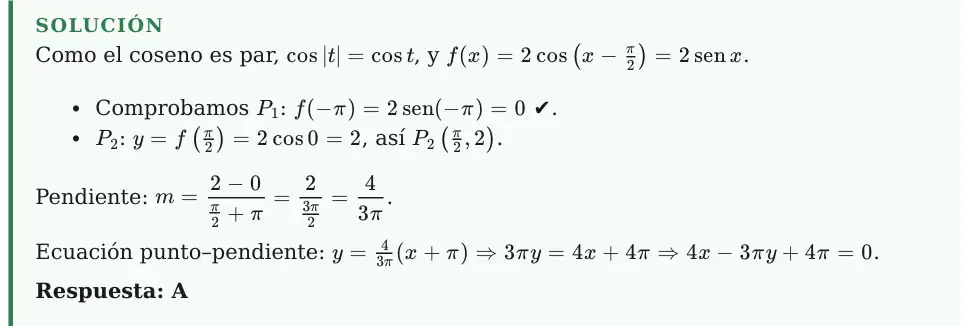 SOLUCIÓN
Como el coseno es par, cos |t| = cos t, y f(x) = 2 cos (x − π/2) = 2 sen x.
• Comprobamos P₁: f(−π) = 2 sen(−π) = 0 ✔.
• P₂: y = f (π/2) = 2 cos 0 = 2, así P₂ (π/2, 2).
Pendiente: m = (2 − 0)/(π/2 + π) = 2/(3π/2) = 4/(3π).
Ecuación punto–pendiente: y = 4/(3π) (x + π) ⇒ 3πy = 4x + 4π ⇒ 4x − 3πy + 4π = 0.
Respuesta: A